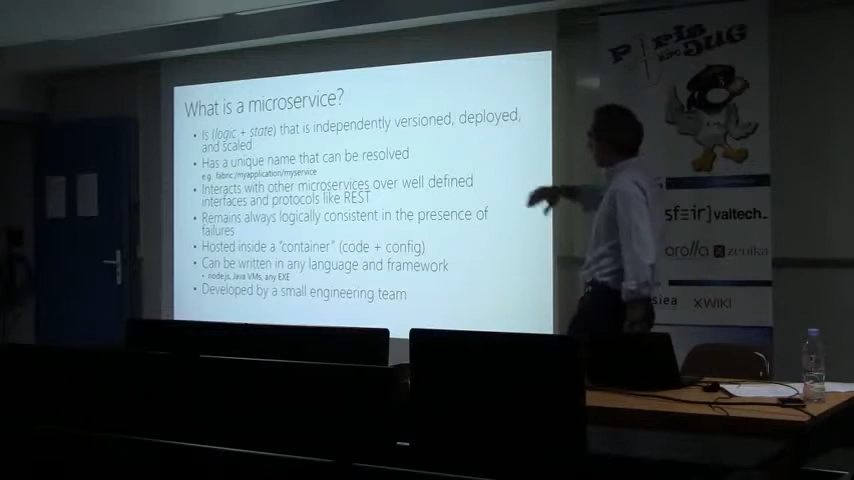 What is a microservice?
• Is (logic + state) that is independently versioned, deployed,
and scaled
• Has a unique name that can be resolved
e.g. fabric:/myapplication/myservice
• Interacts with other microservices over well defined
interfaces and protocols like REST
• Remains always logically consistent in the presence of
failures
• Hosted inside a "container" (code + config)
• Can be written in any language and framework
• node.js, Java VMs, any EXE
• Developed by a small engineering team
Paris
JUG
sfeir] valtech_
arolla zenika
XWIKI